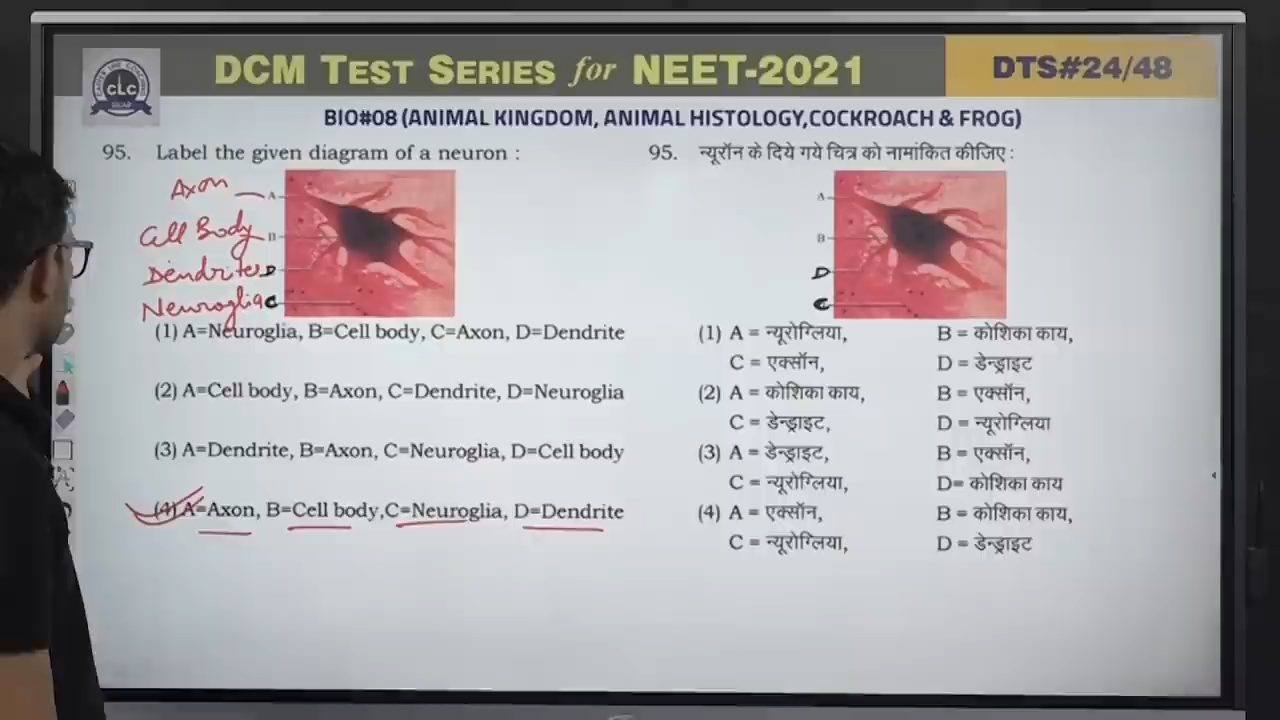 DCM TEST SERIES for NEET-2021
DTS#24/48
CLC
BIO#08 (ANIMAL KINGDOM, ANIMAL HISTOLOGY,COCKROACH & FROG)
95. Label the given diagram of a neuron :
Axon A
Cell Body B
Dendrites D
Neuroglia C
(1) A=Neuroglia, B=Cell body, C=Axon, D=Dendrite
(2) A=Cell body, B=Axon, C=Dendrite, D=Neuroglia
(3) A=Dendrite, B=Axon, C=Neuroglia, D=Cell body
(4) A=Axon, B=Cell body,C=Neuroglia, D=Dendrite
95. न्यूरॉन के दिये गये चित्र को नामांकित कीजिए :
A
B
D
C
(1) A = न्यूरोग्लिया, B = कोशिका काय,
C = एक्सॉन, D = डेन्ड्राइट
(2) A = कोशिका काय, B = एक्सॉन,
C = डेन्ड्राइट, D = न्यूरोग्लिया
(3) A = डेन्ड्राइट, B = एक्सॉन,
C = न्यूरोग्लिया, D= कोशिका काय
(4) A = एक्सॉन, B = कोशिका काय,
C = न्यूरोग्लिया, D = डेन्ड्राइट